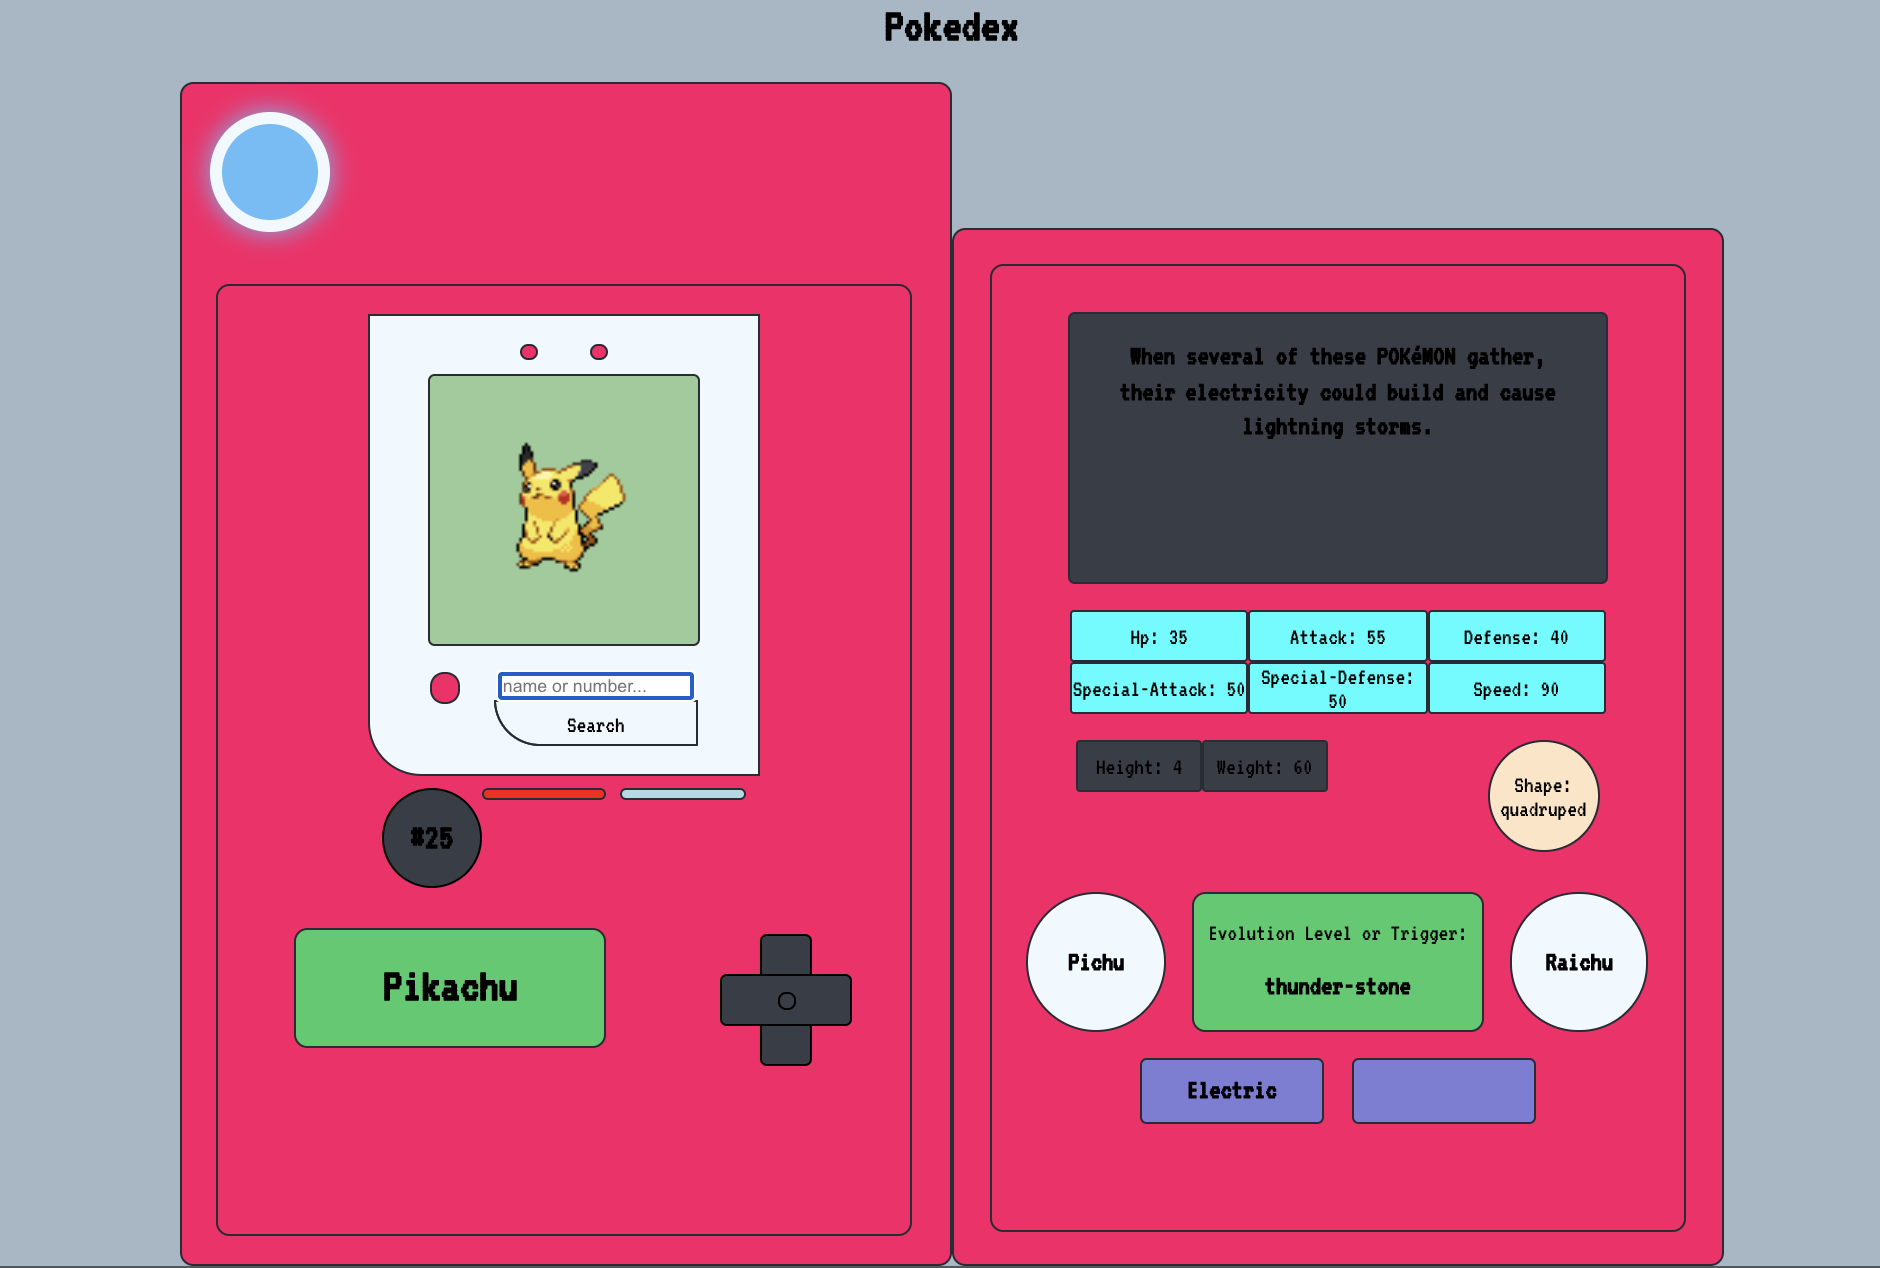 Pokedex
name or number...
Search
#25
Pikachu
When several of these POKéMON gather,
their electricity could build and cause
lightning storms.
Hp: 35
Attack: 55
Defense: 40
Special-Attack: 50
Special-Defense:
50
Speed: 90
Height: 4
Weight: 60
Shape:
quadruped
Pichu
Evolution Level or Trigger:
thunder-stone
Raichu
Electric